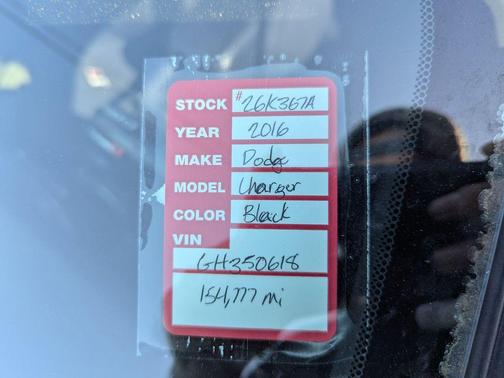 STOCK #26K367A
YEAR 2016
MAKE Dodge
MODEL Charger
COLOR Black
VIN
GH350618
154,777 mi